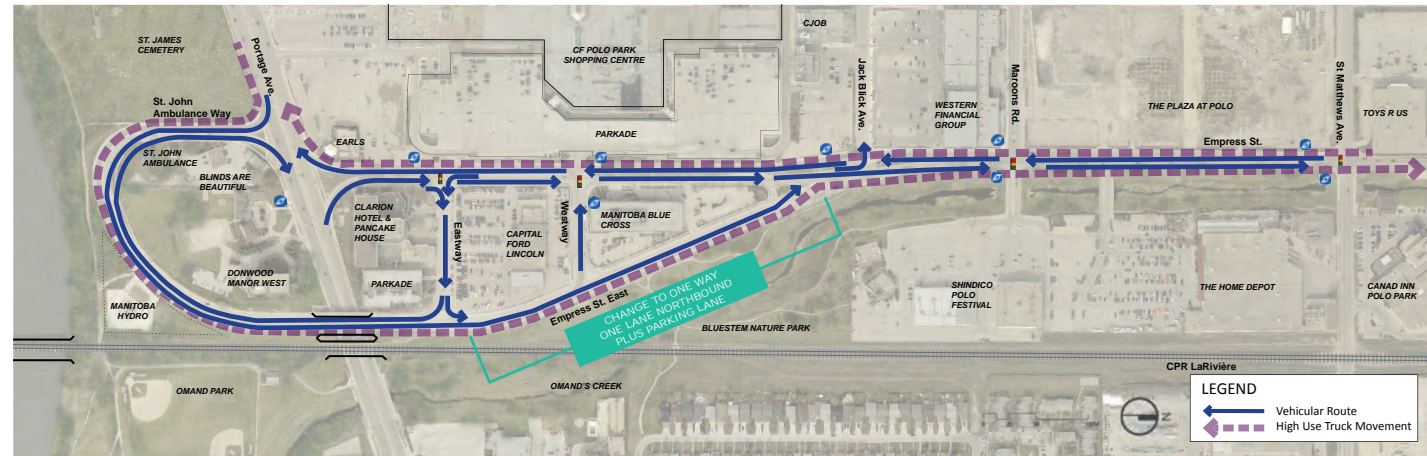 ST. JAMES
CEMETERY
Portage Ave.
St. John
Ambulance Way
ST. JOHN
AMBULANCE
BLINDS ARE
BEAUTIFUL
DONWOOD
MANOR WEST
MANITOBA
HYDRO
OMAND PARK
EARLS
CLARION
HOTEL &
PANCAKE
HOUSE
PARKADE
Eastway
CAPITAL
FORD
LINCOLN
Westway
MANITOBA BLUE
CROSS
CF POLO PARK
SHOPPING CENTRE
PARKADE
CJOB
Jack Blick Ave.
WESTERN
FINANCIAL
GROUP
Maroons Rd.
THE PLAZA AT POLO
Empress St.
St Matthews Ave.
TOYS R US
Empress St. East
CHANGE TO ONE WAY
ONE LANE NORTHBOUND
PLUS PARKING LANE
BLUESTEM NATURE PARK
OMAND'S CREEK
SHINDICO
POLO
FESTIVAL
THE HOME DEPOT
CANAD INN
POLO PARK
CPR LaRivière
N
LEGEND
Vehicular Route
High Use Truck Movement